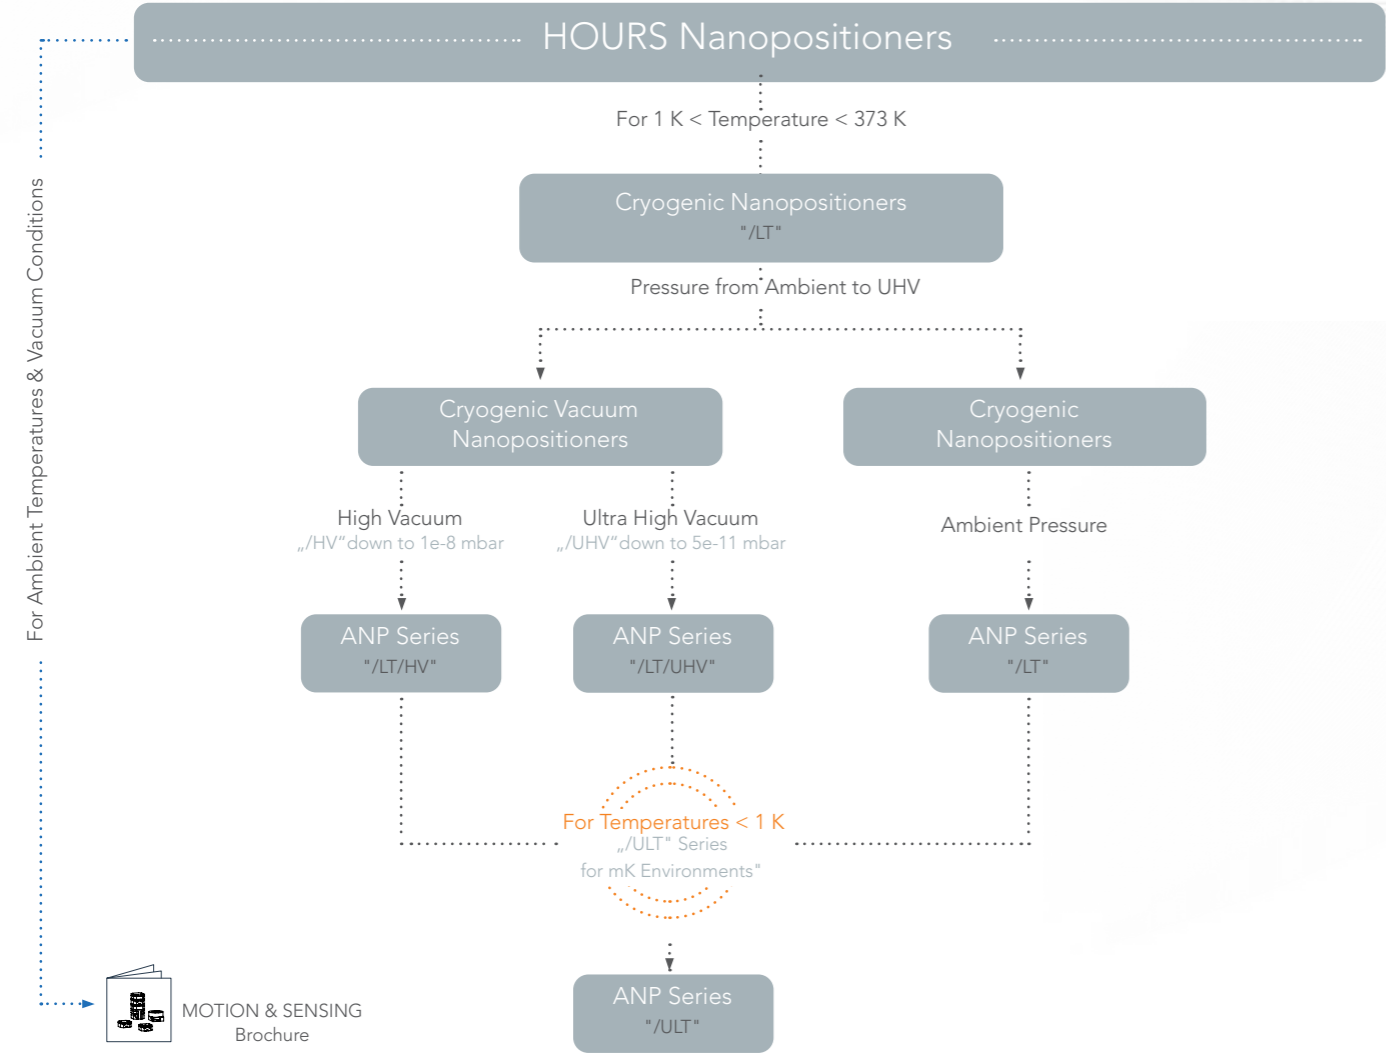 HOURS Nanopositioners
For 1 K < Temperature < 373 K
Cryogenic Nanopositioners
"/LT"
Pressure from Ambient to UHV
For Ambient Temperatures & Vacuum Conditions
Cryogenic Vacuum
Nanopositioners
Cryogenic
Nanopositioners
High Vacuum
„/HV“down to 1e-8 mbar
Ultra High Vacuum
„/UHV“down to 5e-11 mbar
Ambient Pressure
ANP Series
"/LT/HV"
ANP Series
"/LT/UHV"
ANP Series
"/LT"
For Temperatures < 1 K
„/ULT" Series
for mK Environments"
ANP Series
"/ULT"
MOTION & SENSING
Brochure